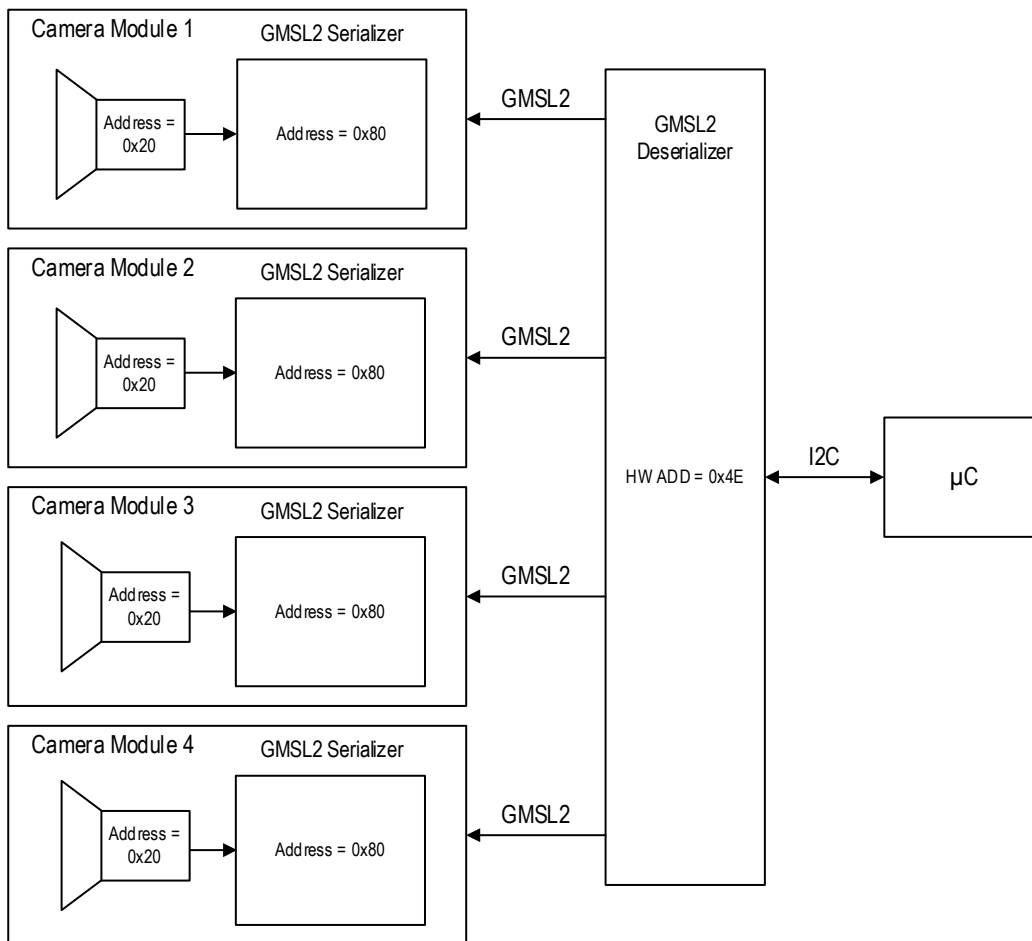 Camera Module 1
GMSL2 Serializer
Address =
0x20
Address = 0x80
GMSL2
Camera Module 2
GMSL2 Serializer
Address =
0x20
Address = 0x80
GMSL2
Camera Module 3
GMSL2 Serializer
Address =
0x20
Address = 0x80
GMSL2
Camera Module 4
GMSL2 Serializer
Address =
0x20
Address = 0x80
GMSL2
GMSL2
Deserializer
HW ADD = 0x4E
I2C
µC